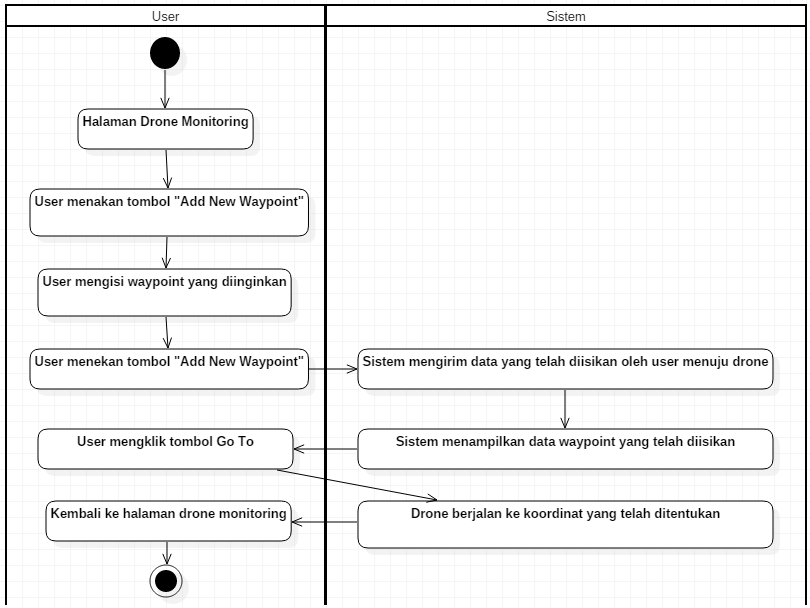 User
Sistem
Halaman Drone Monitoring
User menakan tombol "Add New Waypoint"
User mengisi waypoint yang diinginkan
User menekan tombol "Add New Waypoint"
Sistem mengirim data yang telah diisikan oleh user menuju drone
User mengklik tombol Go To
Sistem menampilkan data waypoint yang telah diisikan
Kembali ke halaman drone monitoring
Drone berjalan ke koordinat yang telah ditentukan